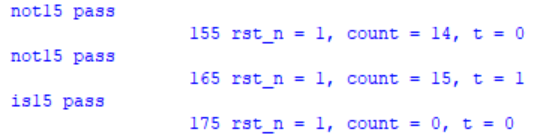 not15 pass
155 rst_n = 1, count = 14, t = 0
not15 pass
165 rst_n = 1, count = 15, t = 1
is15 pass
175 rst_n = 1, count = 0, t = 0